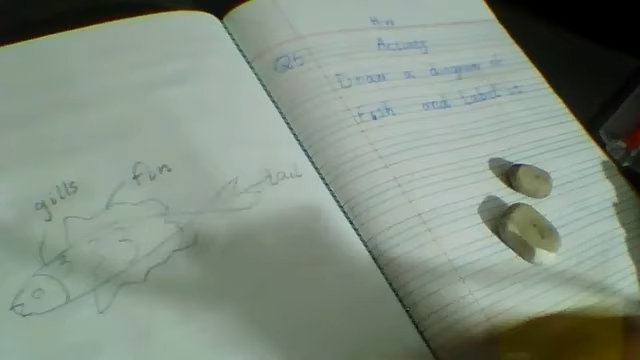 gills
fin
tail
H.W
Activity
Q5
Draw a diagram of
Fish and label it.